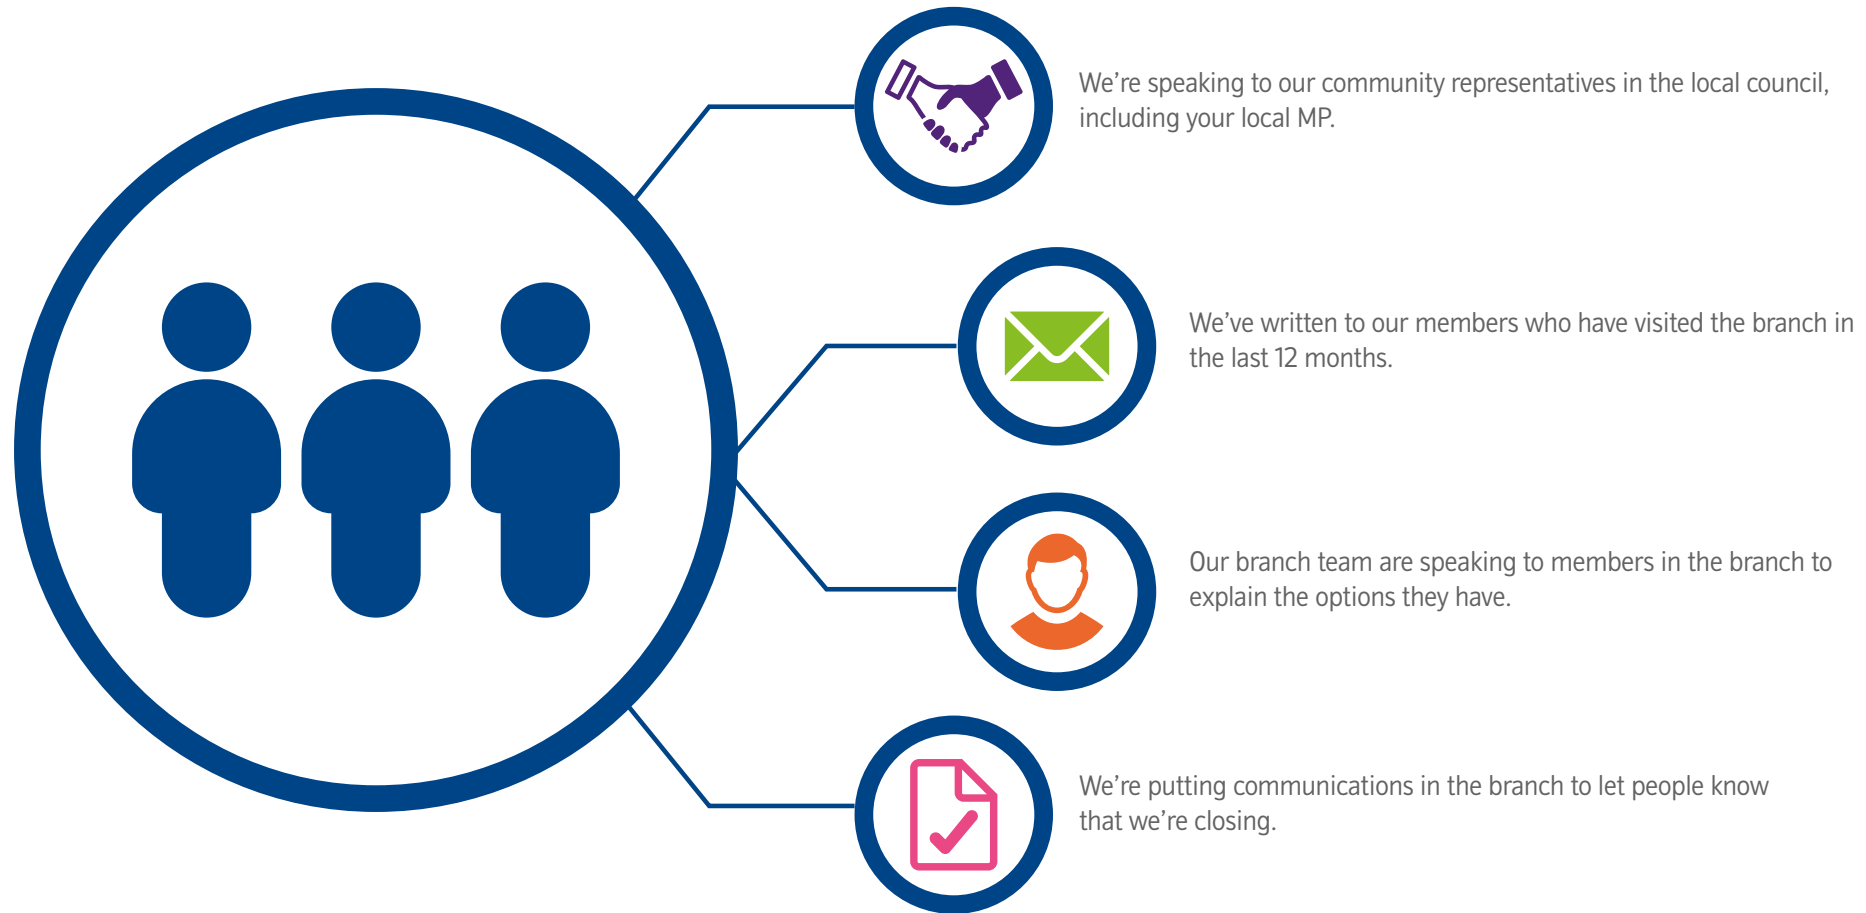 We’re speaking to our community representatives in the local council,
including your local MP.
We’ve written to our members who have visited the branch in
the last 12 months.
Our branch team are speaking to members in the branch to
explain the options they have.
We’re putting communications in the branch to let people know
that we’re closing.